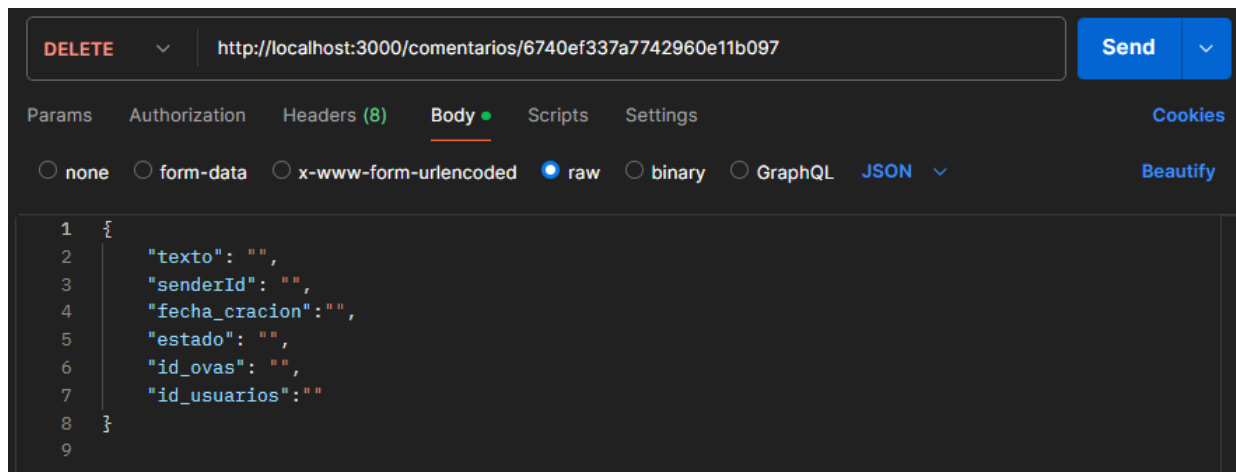 DELETE http://localhost:3000/comentarios/6740ef337a7742960e11b097 Send
Params Authorization Headers (8) Body Scripts Settings Cookies
none form-data x-www-form-urlencoded raw binary GraphQL JSON Beautify
1 {
2 "texto": "",
3 "senderId": "",
4 "fecha_cracion":"",
5 "estado": "",
6 "id_ovas": "",
7 "id_usuarios":""
8 }
9